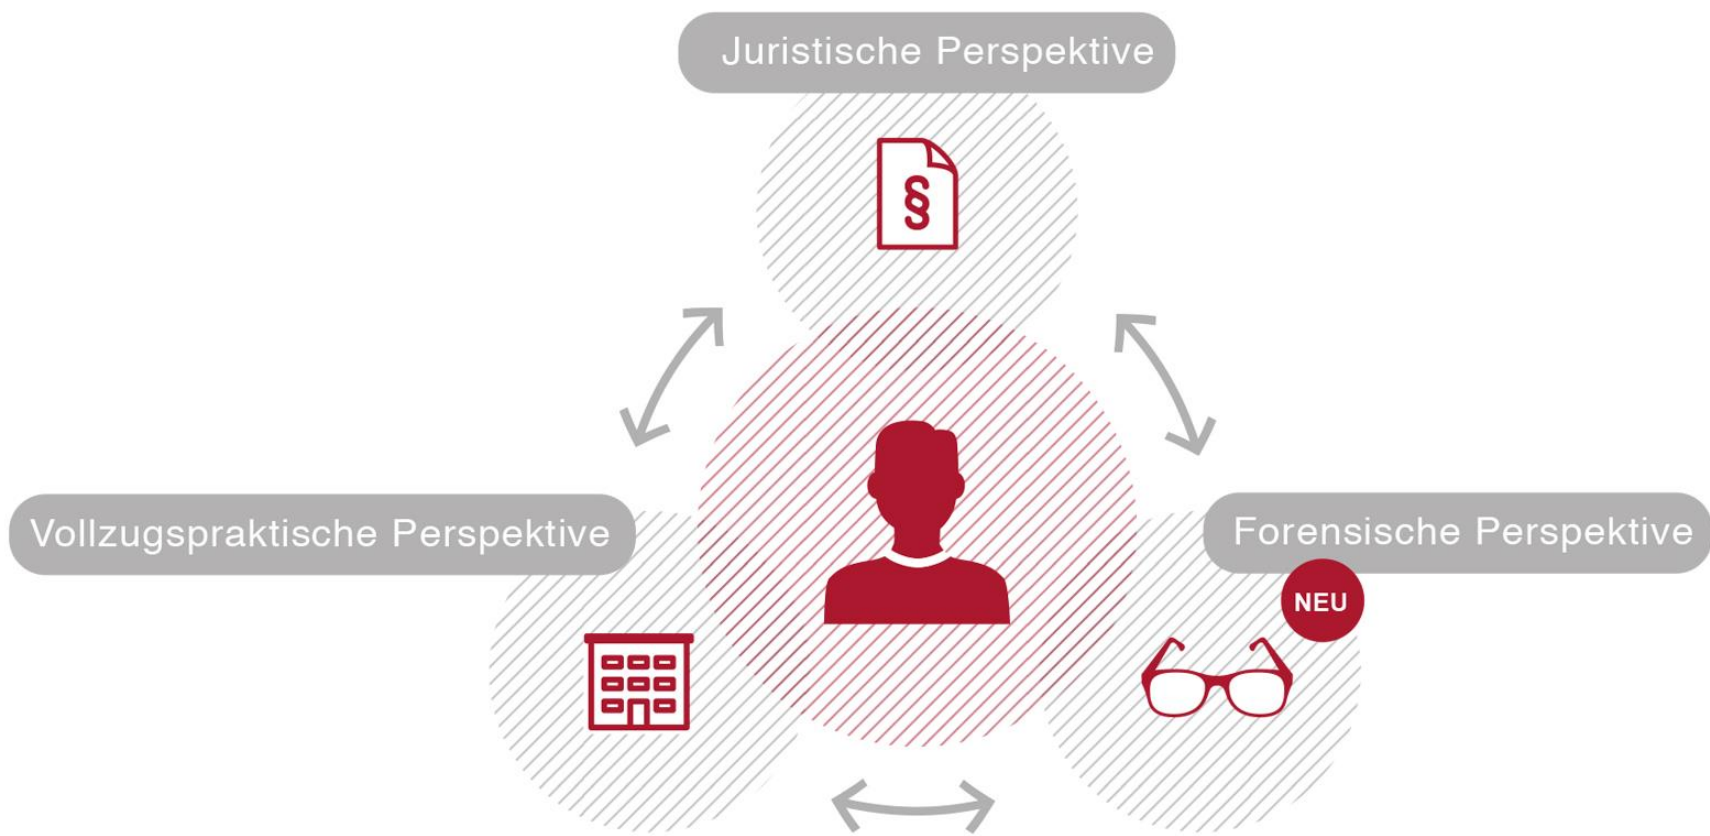 Juristische Perspektive
§
Vollzugspraktische Perspektive
Forensische Perspektive
NEU